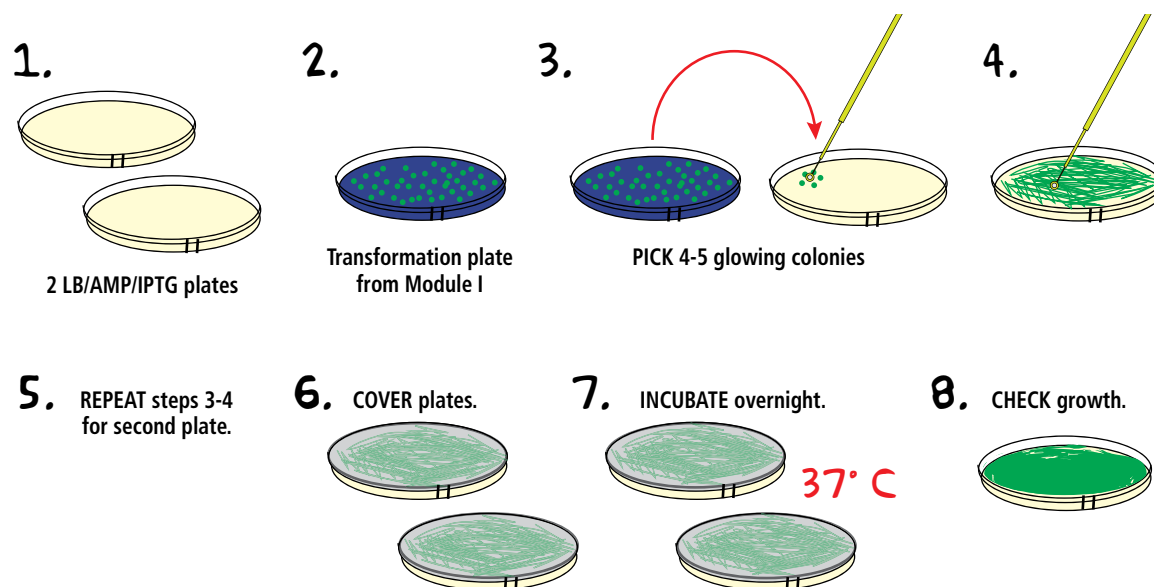 1.
2 LB/AMP/IPTG plates
2.
Transformation plate
from Module I
3.
PICK 4-5 glowing colonies
4.
5. REPEAT steps 3-4
for second plate.
6. COVER plates.
7. INCUBATE overnight.
37° C
8. CHECK growth.